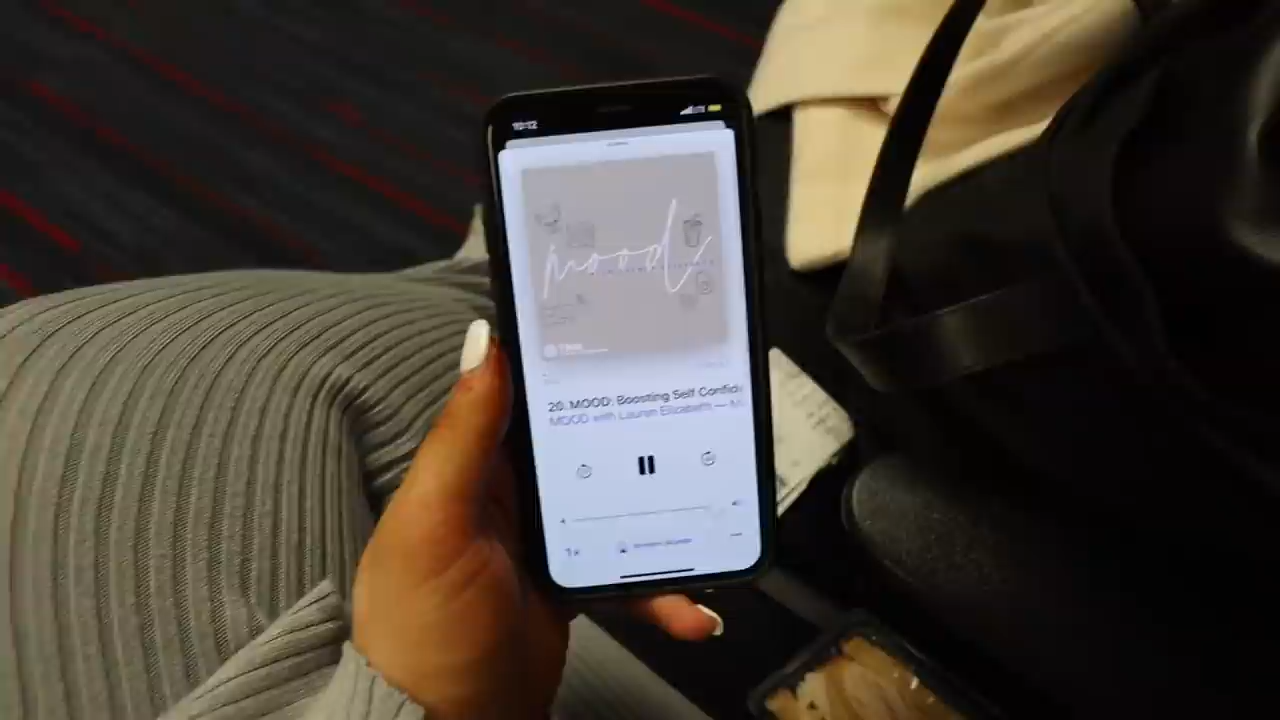 10:12
mood
20. MOOD: Boosting Self Confid
MOOD with Lauren Elizabeth — M
1x